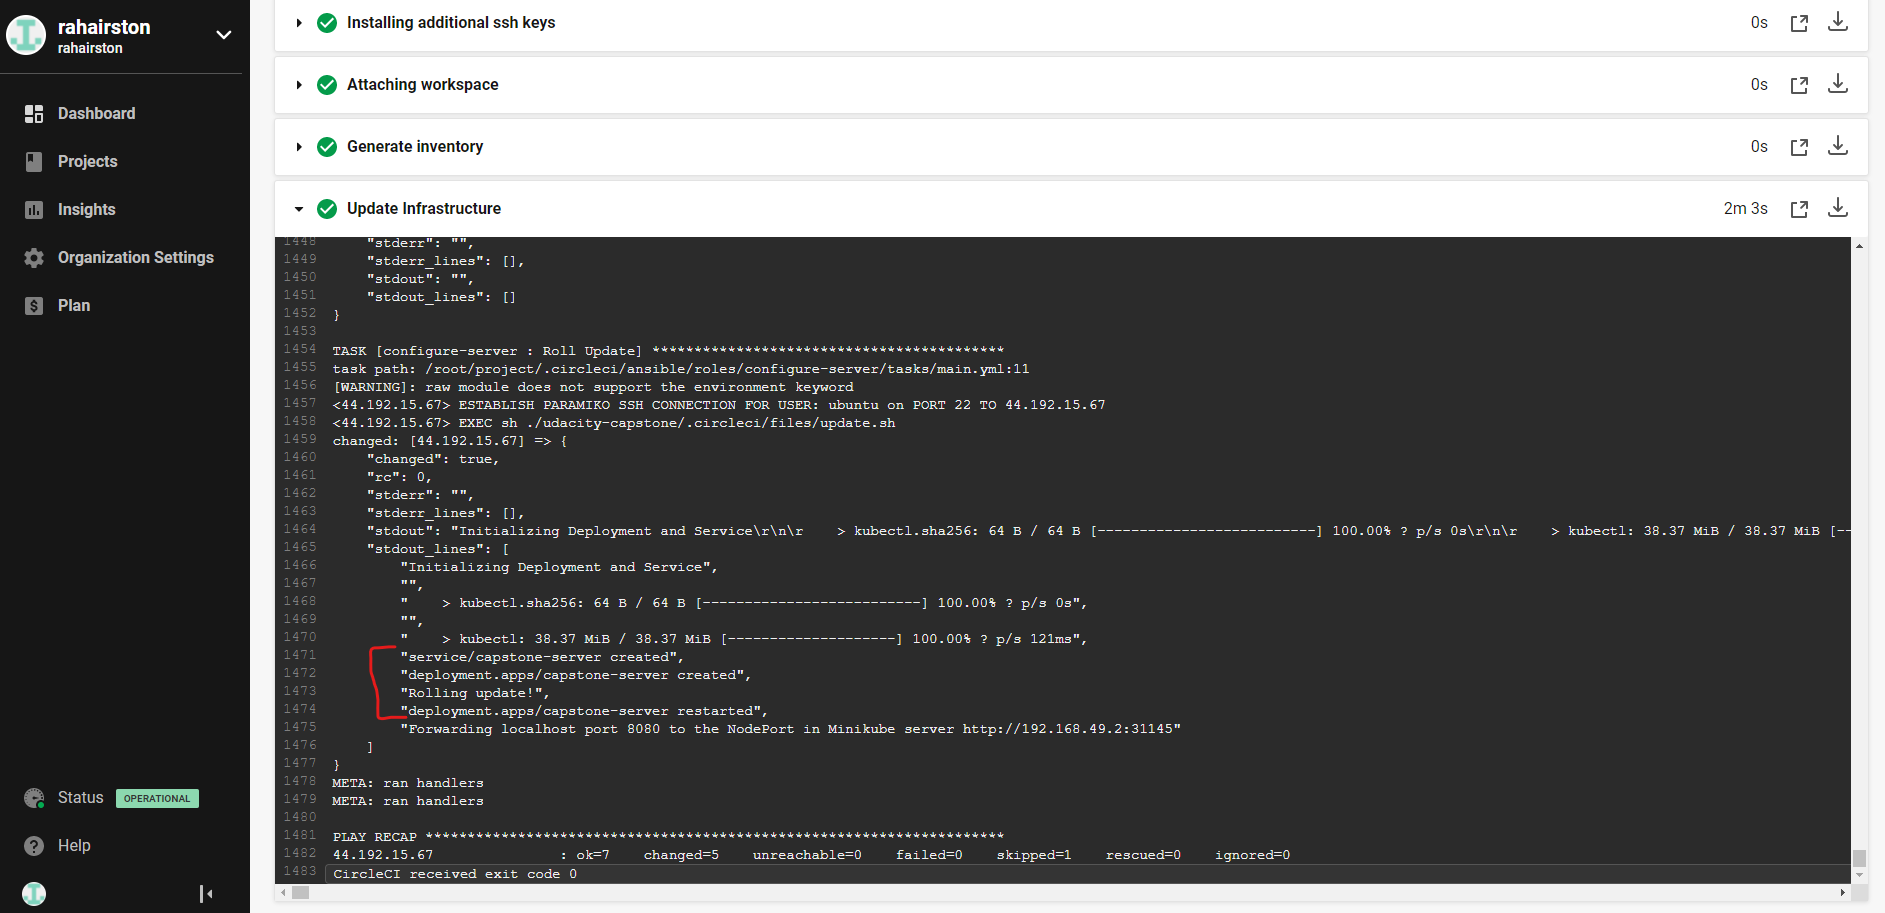 rahairston
rahairston
Dashboard
Projects
Insights
Organization Settings
Plan
Status OPERATIONAL
Help
Installing additional ssh keys 0s
Attaching workspace 0s
Generate inventory 0s
Update Infrastructure 2m 3s
1448 "stderr": "",
1449 "stderr_lines": [],
1450 "stdout": "",
1451 "stdout_lines": []
1452 }
1453
1454 TASK [configure-server : Roll Update] ******************************************
1455 task path: /root/project/.circleci/ansible/roles/configure-server/tasks/main.yml:11
1456 [WARNING]: raw module does not support the environment keyword
1457 <44.192.15.67> ESTABLISH PARAMIKO SSH CONNECTION FOR USER: ubuntu on PORT 22 TO 44.192.15.67
1458 <44.192.15.67> EXEC sh ./udacity-capstone/.circleci/files/update.sh
1459 changed: [44.192.15.67] => {
1460 "changed": true,
1461 "rc": 0,
1462 "stderr": "",
1463 "stderr_lines": [],
1464 "stdout": "Initializing Deployment and Service\r\n\r > kubectl.sha256: 64 B / 64 B [--------------------------] 100.00% ? p/s 0s\r\n\r > kubectl: 38.37 MiB / 38.37 MiB [--
1465 "stdout_lines": [
1466 "Initializing Deployment and Service",
1467 "",
1468 " > kubectl.sha256: 64 B / 64 B [--------------------------] 100.00% ? p/s 0s",
1469 "",
1470 " > kubectl: 38.37 MiB / 38.37 MiB [--------------------] 100.00% ? p/s 121ms",
1471 "service/capstone-server created",
1472 "deployment.apps/capstone-server created",
1473 "Rolling update!",
1474 "deployment.apps/capstone-server restarted",
1475 "Forwarding localhost port 8080 to the NodePort in Minikube server http://192.168.49.2:31145"
1476 ]
1477 }
1478 META: ran handlers
1479 META: ran handlers
1480
1481 PLAY RECAP *********************************************************************
1482 44.192.15.67 : ok=7 changed=5 unreachable=0 failed=0 skipped=1 rescued=0 ignored=0
1483 CircleCI received exit code 0